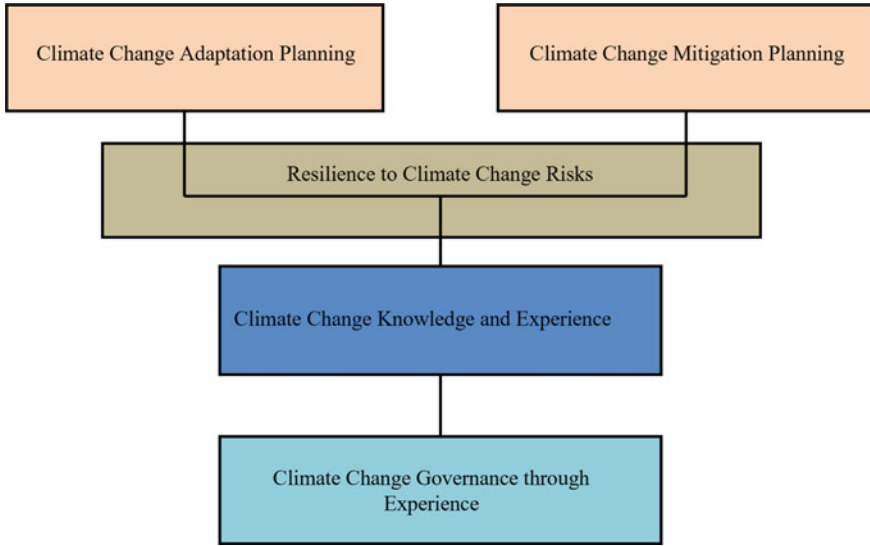 Climate Change Adaptation Planning
Climate Change Mitigation Planning
Resilience to Climate Change Risks
Climate Change Knowledge and Experience
Climate Change Governance through
Experience